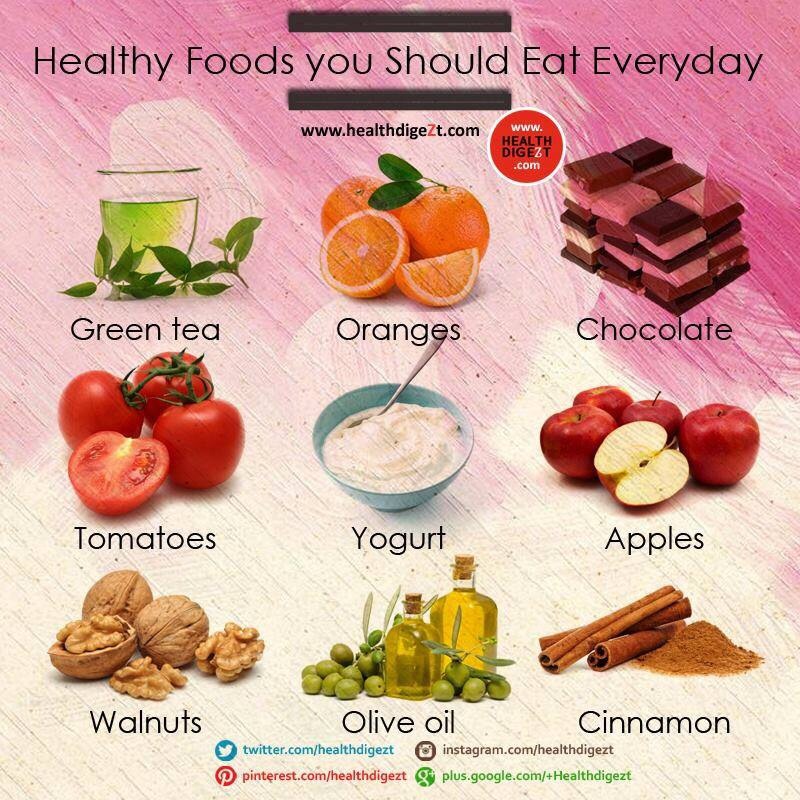 Healthy Foods you Should Eat Everyday
www.healthdigeZt.com
www.
HEALTH
DIGEZT
.com
Green tea
Oranges
Chocolate
Tomatoes
Yogurt
Apples
Walnuts
Olive oil
Cinnamon
twitter.com/healthdigezt
instagram.com/healthdigezt
pinterest.com/healthdigezt
plus.google.com/+Healthdigezt